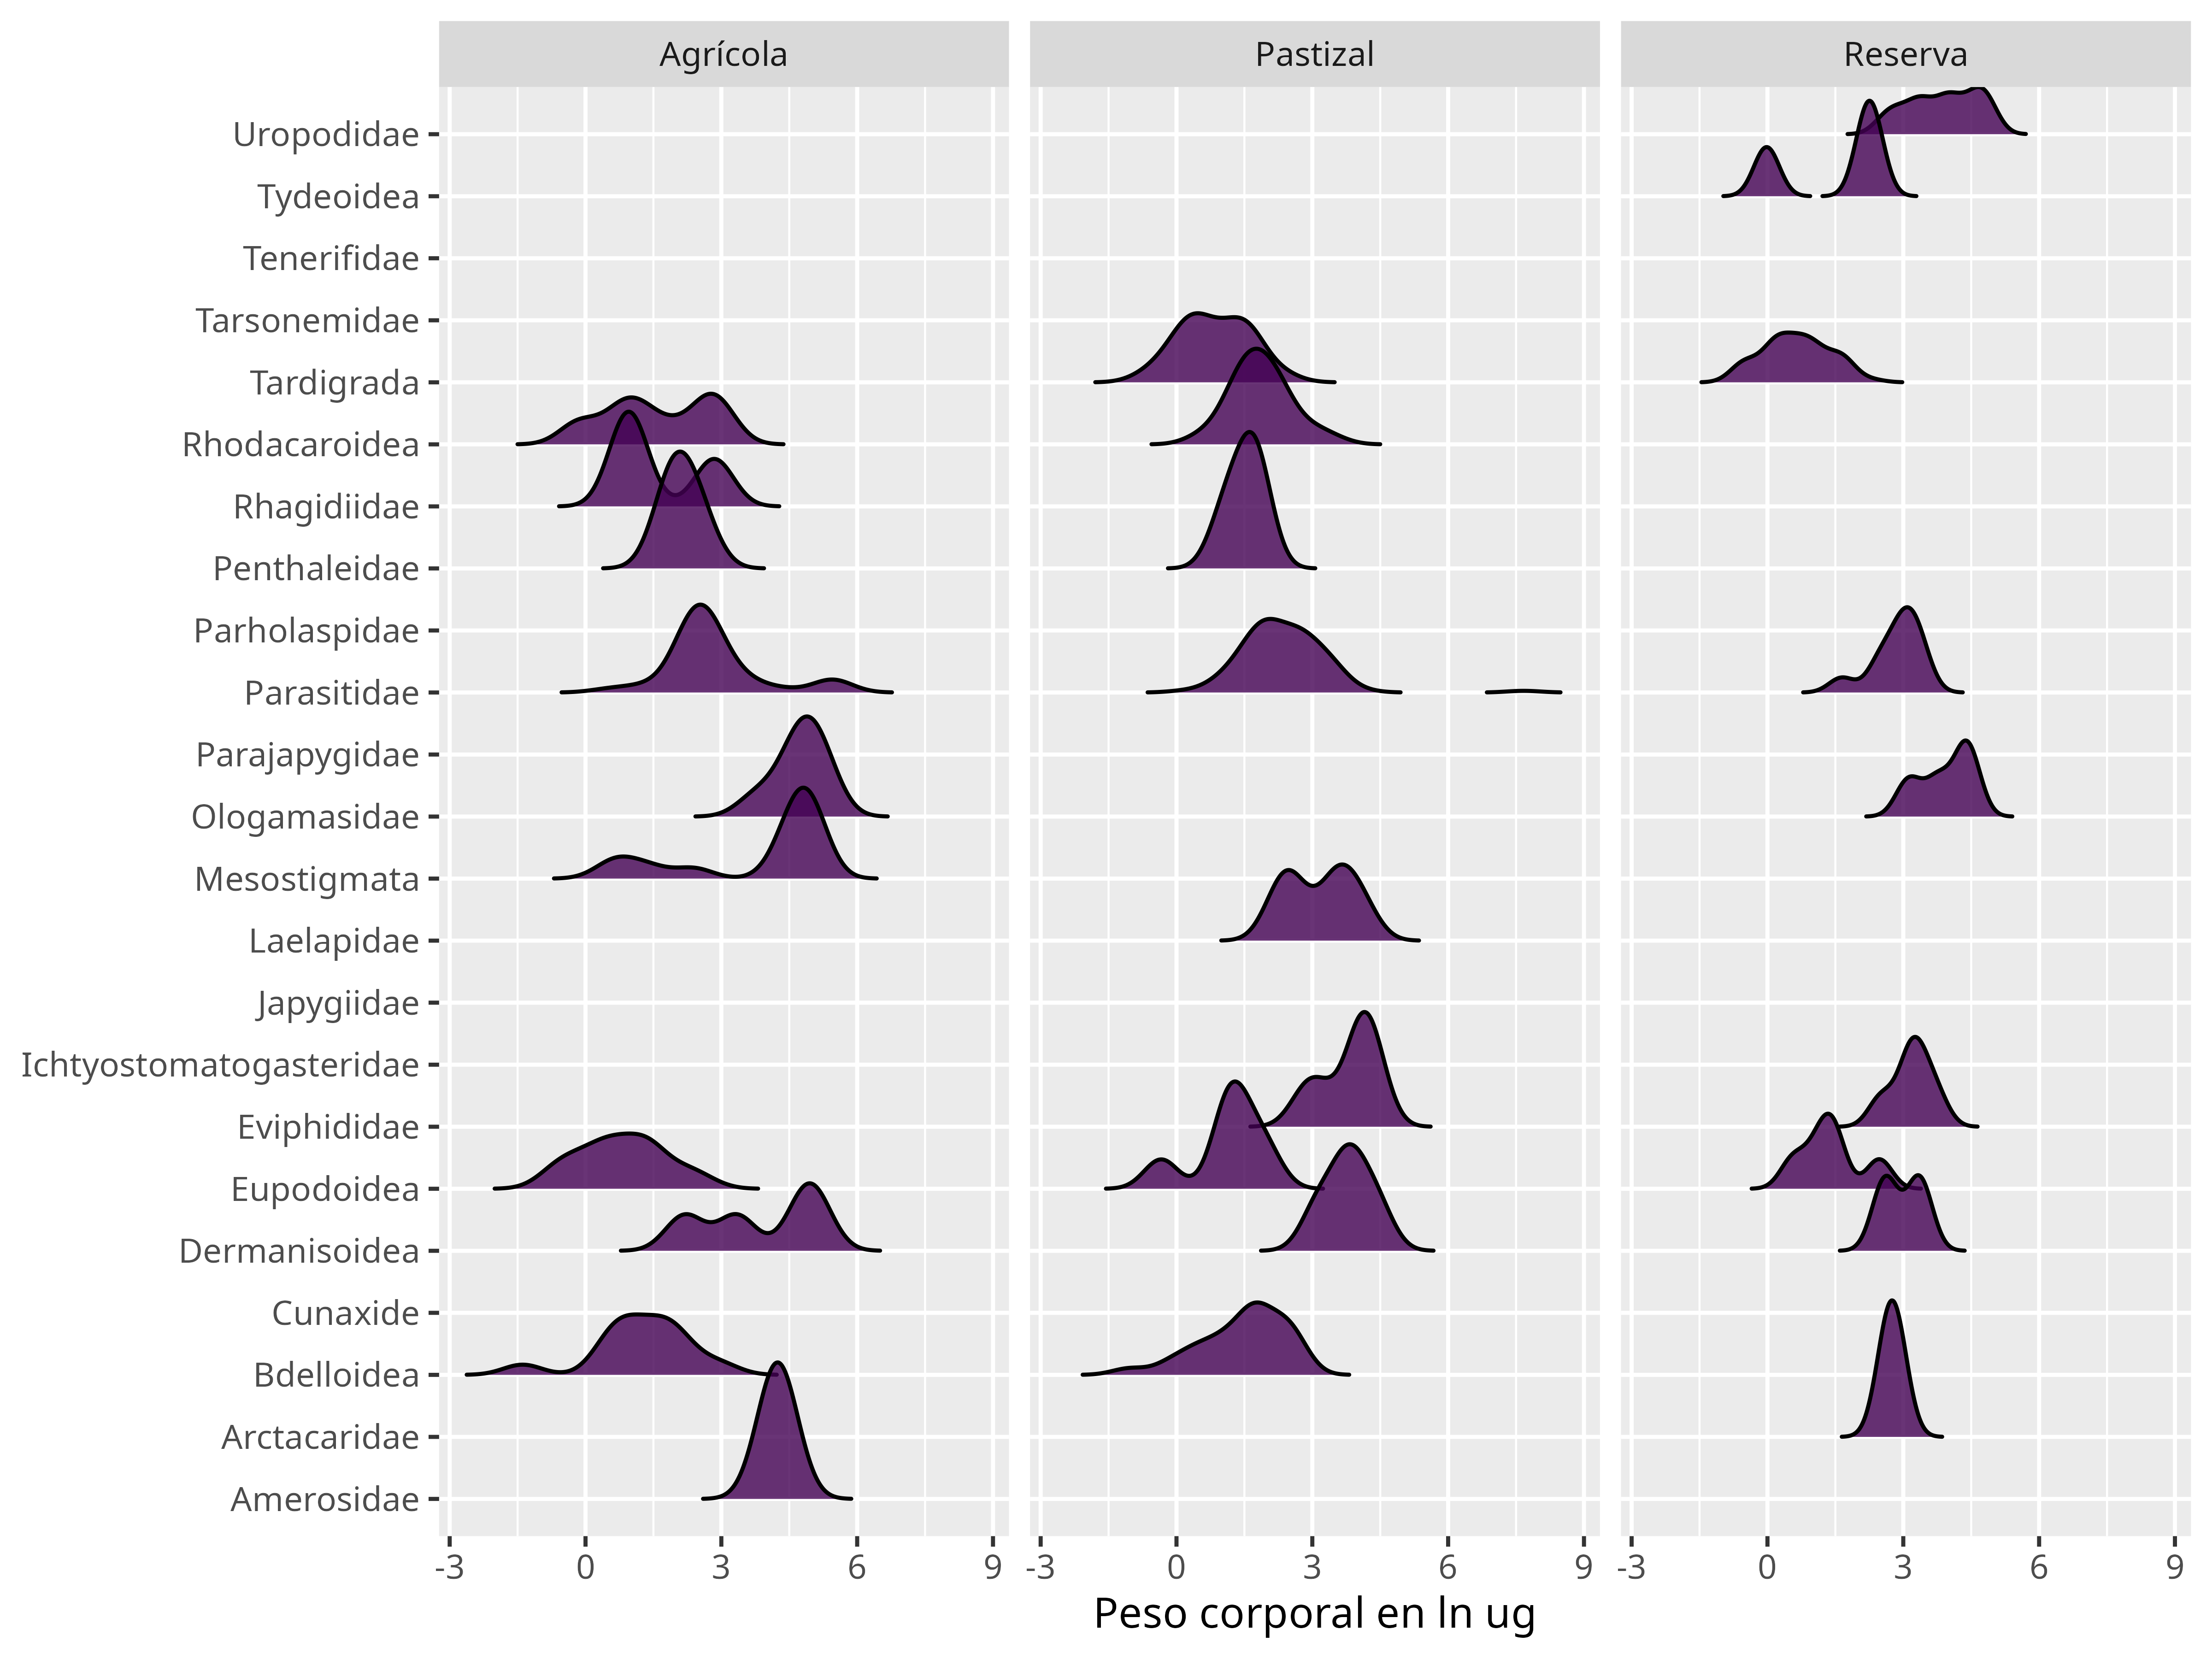 Agrícola Pastizal Reserva
Uropodidae
Tydeoidea
Tenerifidae
Tarsonemidae
Tardigrada
Rhodacaroidea
Rhagidiidae
Penthaleidae
Parholaspidae
Parasitidae
Parajapygidae
Ologamasidae
Mesostigmata
Laelapidae
Japygiidae
Ichtyostomatogasteridae
Eviphididae
Eupodoidea
Dermanisoidea
Cunaxide
Bdelloidea
Arctacaridae
Amerosidae
-3 0 3 6 9 -3 0 3 6 9 -3 0 3 6 9
Peso corporal en ln ug